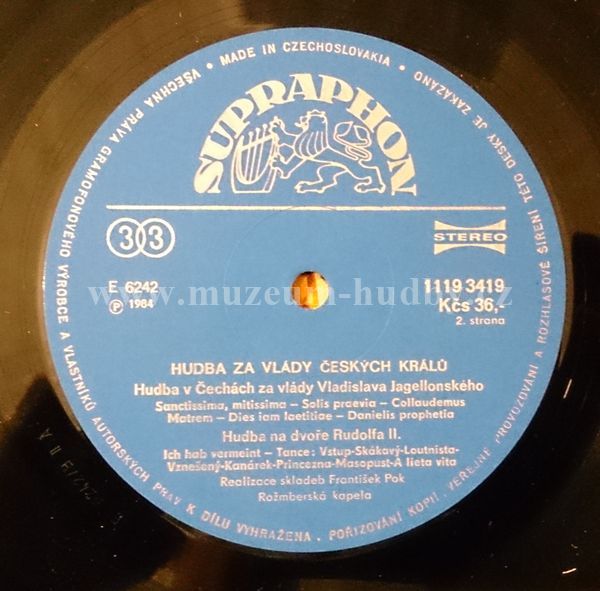 VŠECHNA PRÁVA GRAMOFONOVÉHO VÝROBCE A VLASTNÍKŮ AUTORSKÝCH PRÁV K DÍLU VYHRAŽENA . POŘIZOVÁNÍ KOPIÍ , VEŘEJNÉ PROVOZOVÁNÍ A ROZHLASOVÉ ŠÍŘENÍ TÉTO DESKY JE ZAKÁZÁNO
• MADE IN CZECHOSLOVAKIA •
SUPRAPHON
33
STEREO
E 6242
1119 3419
Ⓟ 1984
Kčs 36,-
2. strana
www.muzeum-hudby.cz
HUDBA ZA VLÁDY ČESKÝCH KRÁLŮ
Hudba v Čechách za vlády Vladislava Jagellonského
Sanctissima, mitissima – Solis praevia – Collaudemus
Matrem – Dies iam laetitiae – Danielis prophetia
Hudba na dvoře Rudolfa II.
Ich hab vermeint – Tance: Vstup-Skákavý-Loutnista-
Vznešený-Kanárek-Princezna-Masopust-A lieta vita
Realizace skladeb František Pok
Rožmberská kapela